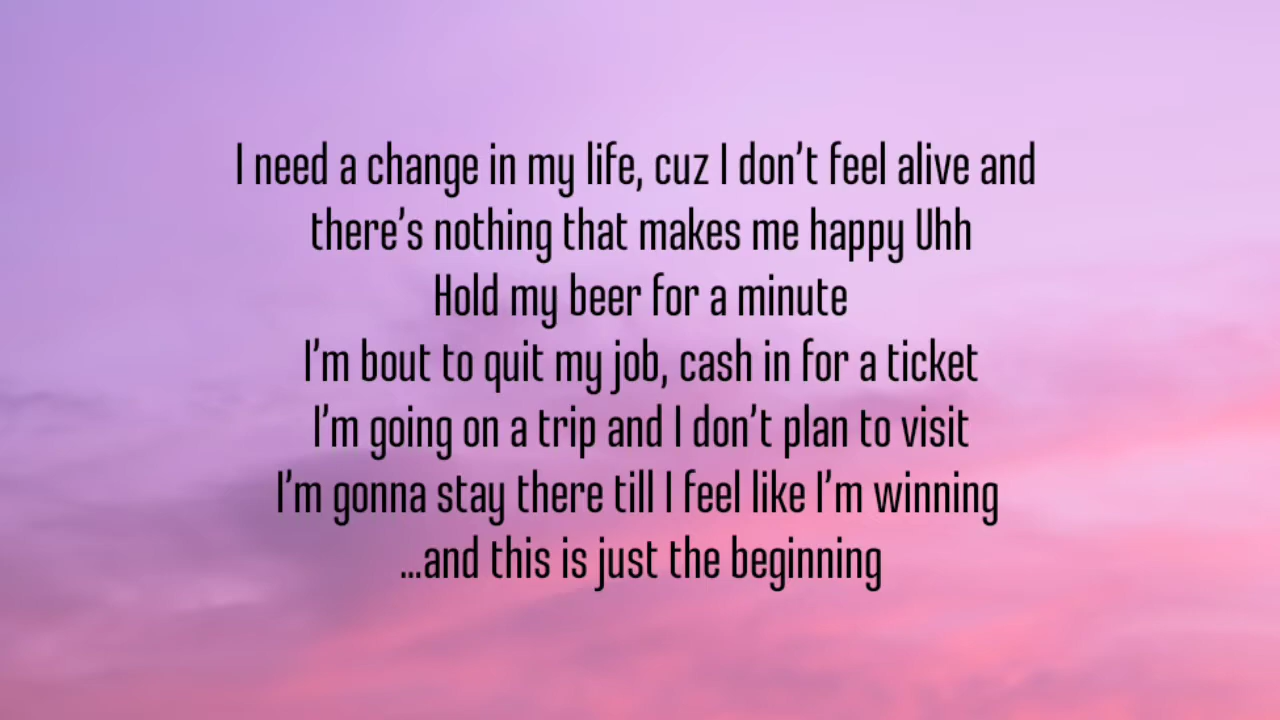 I need a change in my life, cuz I don’t feel alive and
there’s nothing that makes me happy Uhh
Hold my beer for a minute
I’m bout to quit my job, cash in for a ticket
I’m going on a trip and I don’t plan to visit
I’m gonna stay there till I feel like I’m winning
...and this is just the beginning